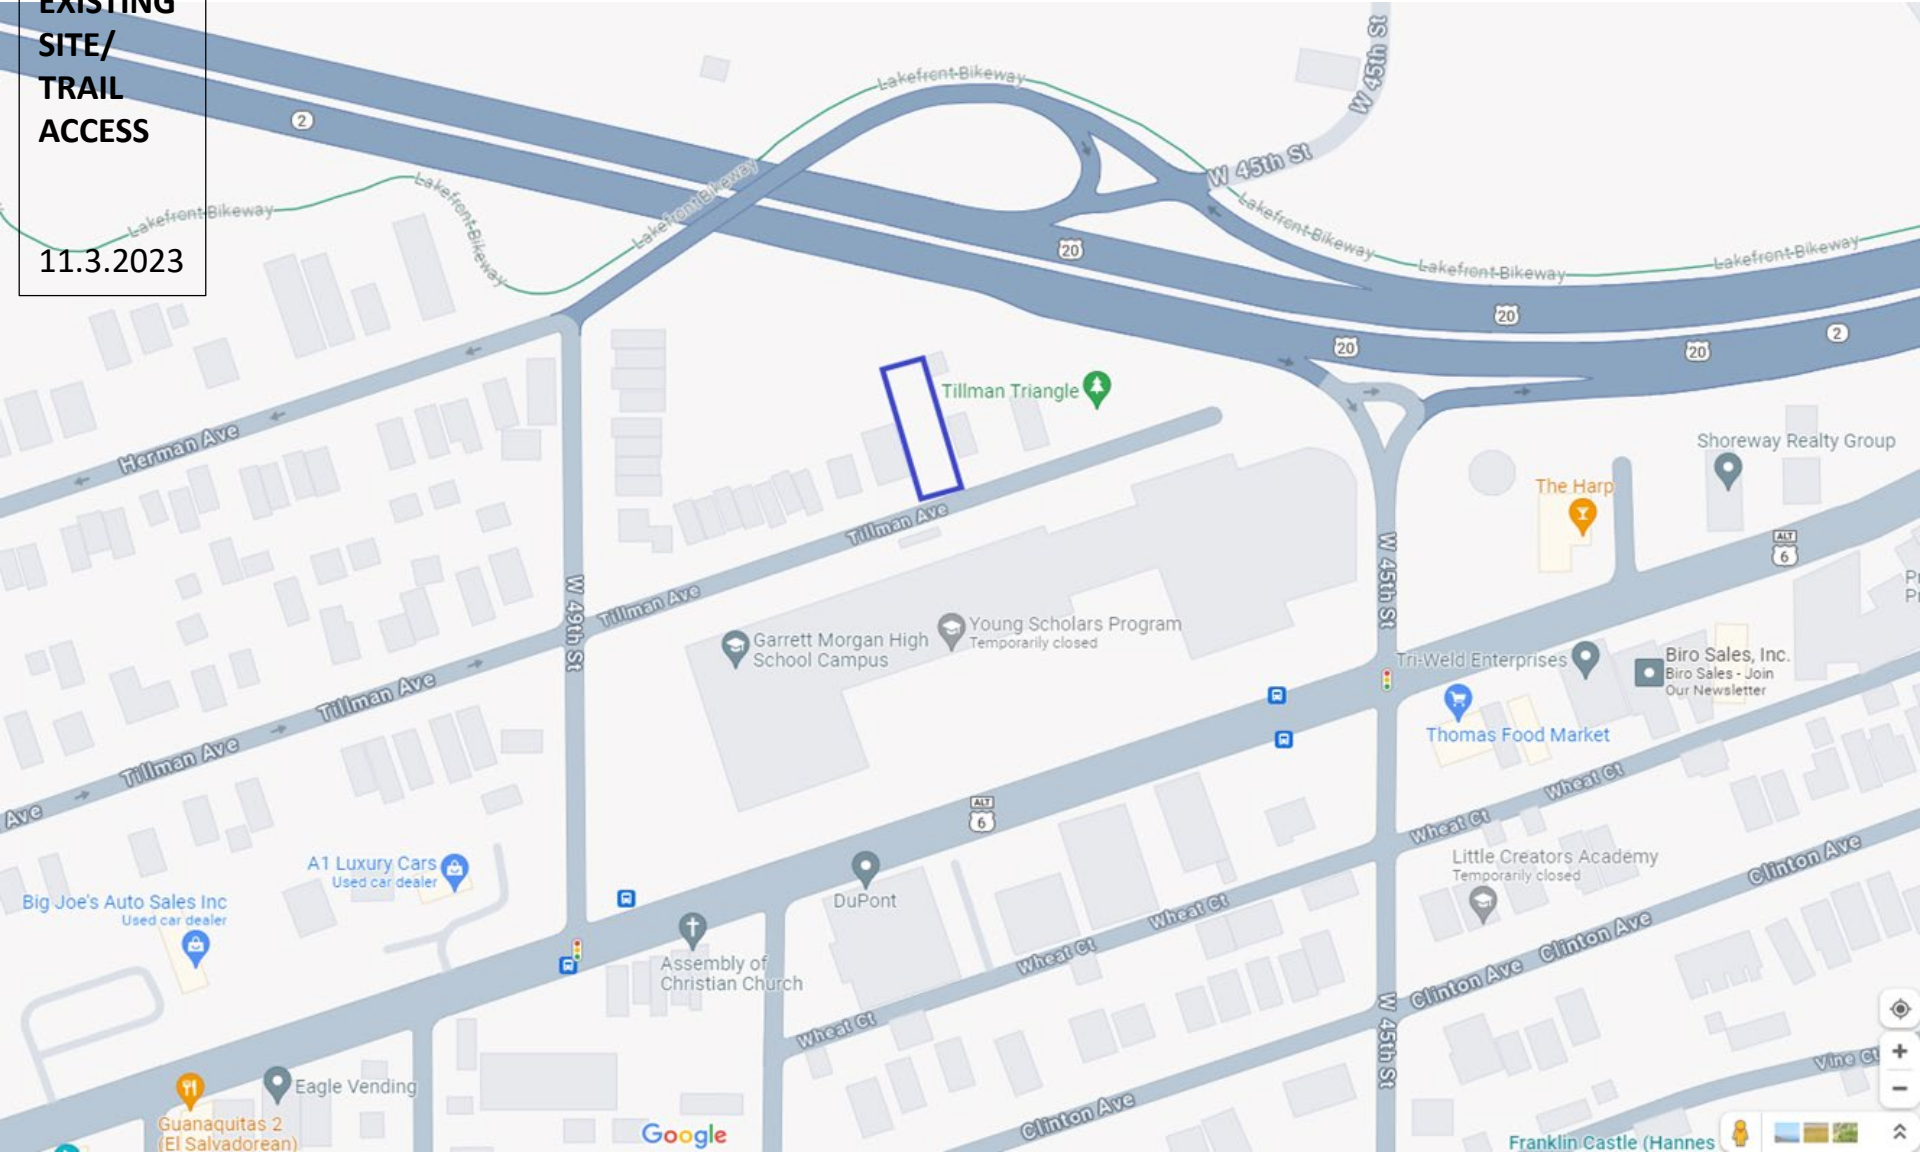 EXISTING
SITE/
TRAIL
ACCESS
11.3.2023
2
Lakefront Bikeway
Lakefront Bikeway
Lakefront Bikeway
Lakefront Bikeway
W 45th St
W 45th St
Lakefront Bikeway
Lakefront Bikeway
Lakefront Bikeway
20
20
20
20
2
Tillman Triangle
Herman Ave
Tillman Ave
Tillman Ave
W 49th St
Tillman Ave
Tillman Ave
Ave
Garrett Morgan High
School Campus
Young Scholars Program
Temporarily closed
W 45th St
The Harp
Shoreway Realty Group
ALT
6
Tri-Weld Enterprises
Biro Sales, Inc.
Biro Sales - Join
Our Newsletter
Thomas Food Market
Wheat Ct
Wheat Ct
ALT
6
A1 Luxury Cars
Used car dealer
Big Joe's Auto Sales Inc
Used car dealer
DuPont
Little Creators Academy
Temporarily closed
Clinton Ave
Clinton Ave
Clinton Ave
Wheat Ct
Wheat Ct
Wheat Ct
Assembly of
Christian Church
W 45th St
Eagle Vending
Guanaquitas 2
(El Salvadorean)
Google
Clinton Ave
Vine Ct
Franklin Castle (Hannes